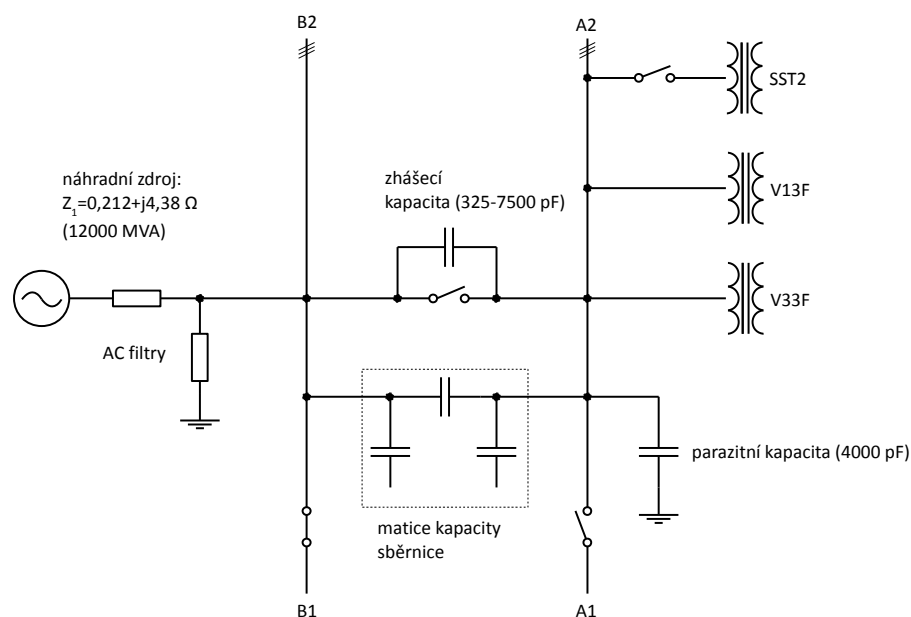 B2
A2
SST2
náhradní zdroj:
Z1=0,212+j4,38 Ω
(12000 MVA)
zhášecí
kapacita (325-7500 pF)
V13F
V33F
AC filtry
parazitní kapacita (4000 pF)
matice kapacity
sběrnice
B1
A1